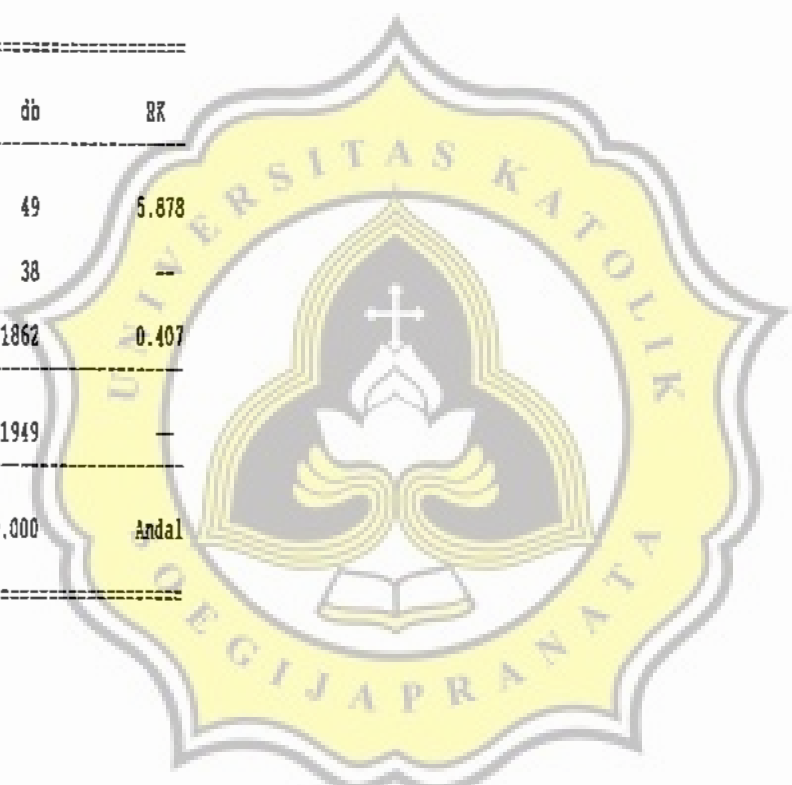 db RK
49 5.878
38 --
1862 0.407
1949 --
.000 Andal
UNIVERSITAS KATOLIK
SOEGIJAPRANATA